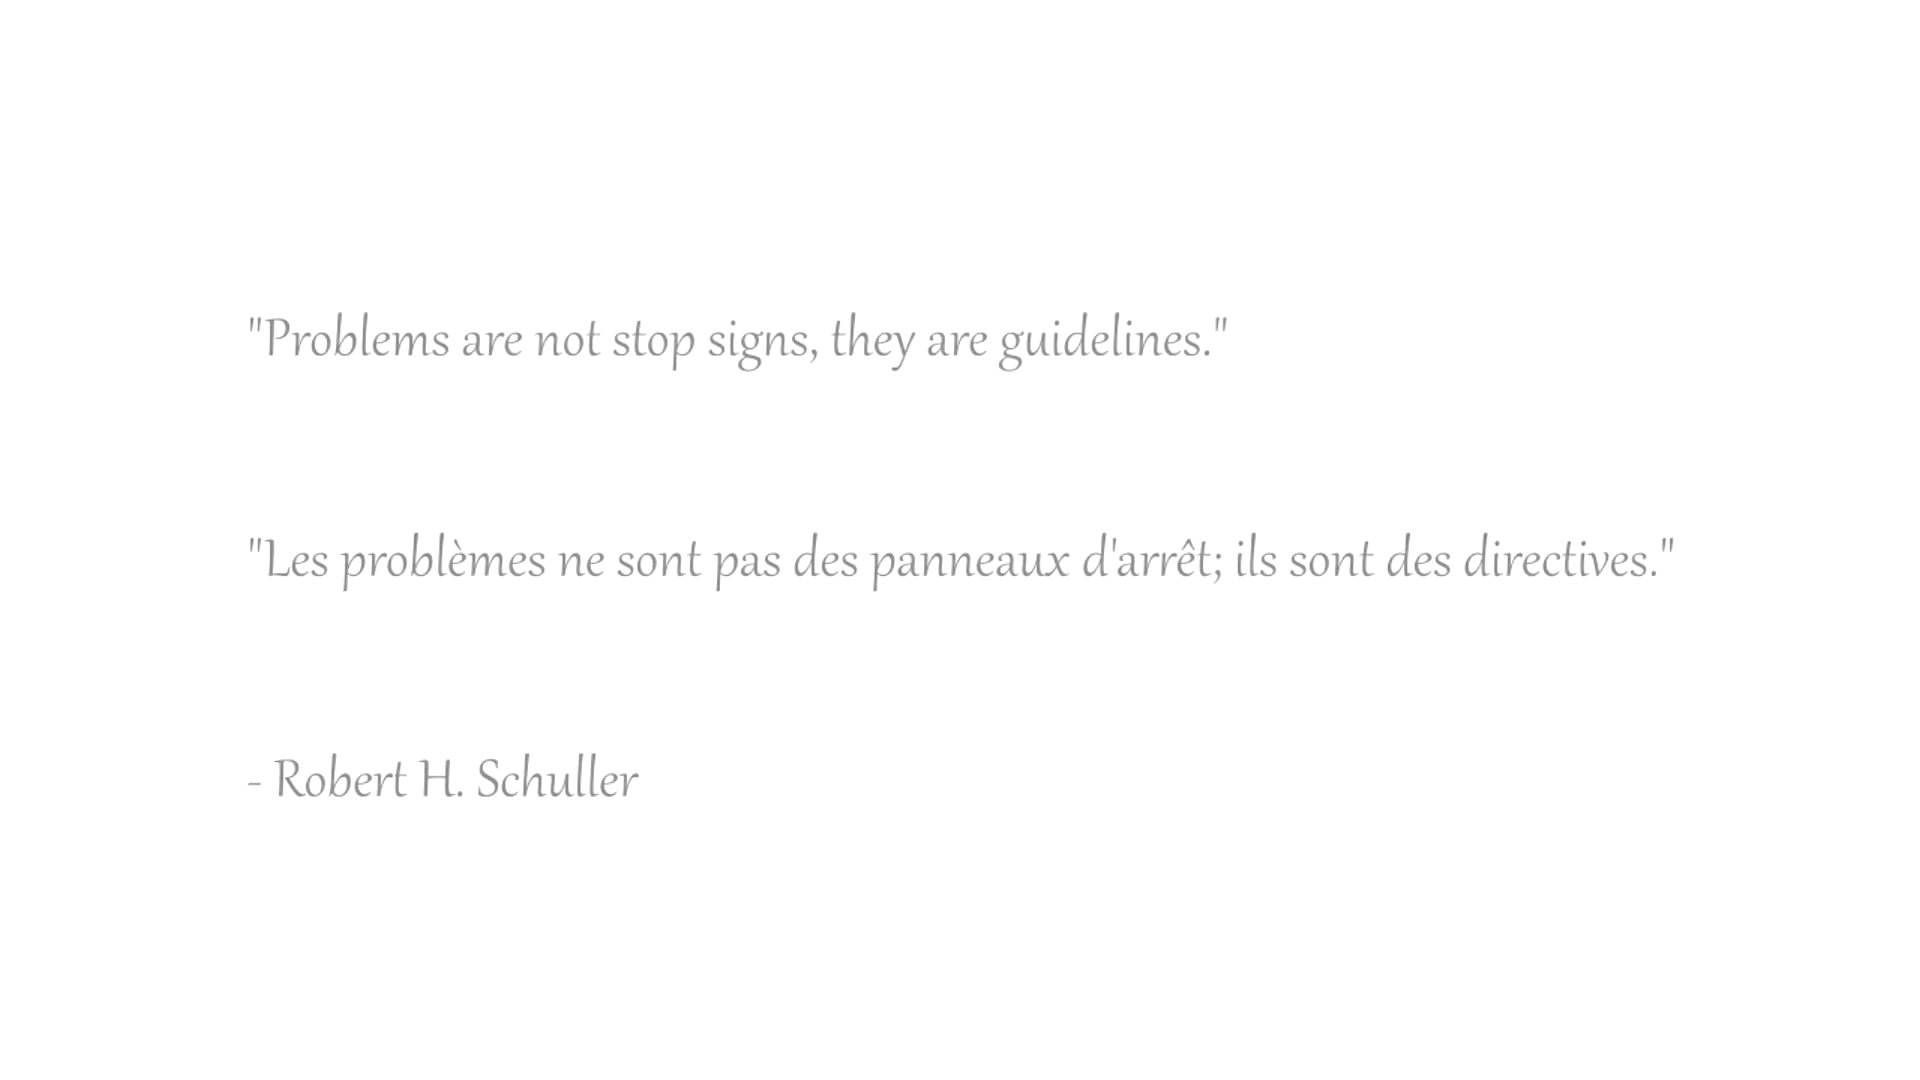 "Problems are not stop signs, they are guidelines."
"Les problèmes ne sont pas des panneaux d'arrêt; ils sont des directives."
- Robert H. Schuller